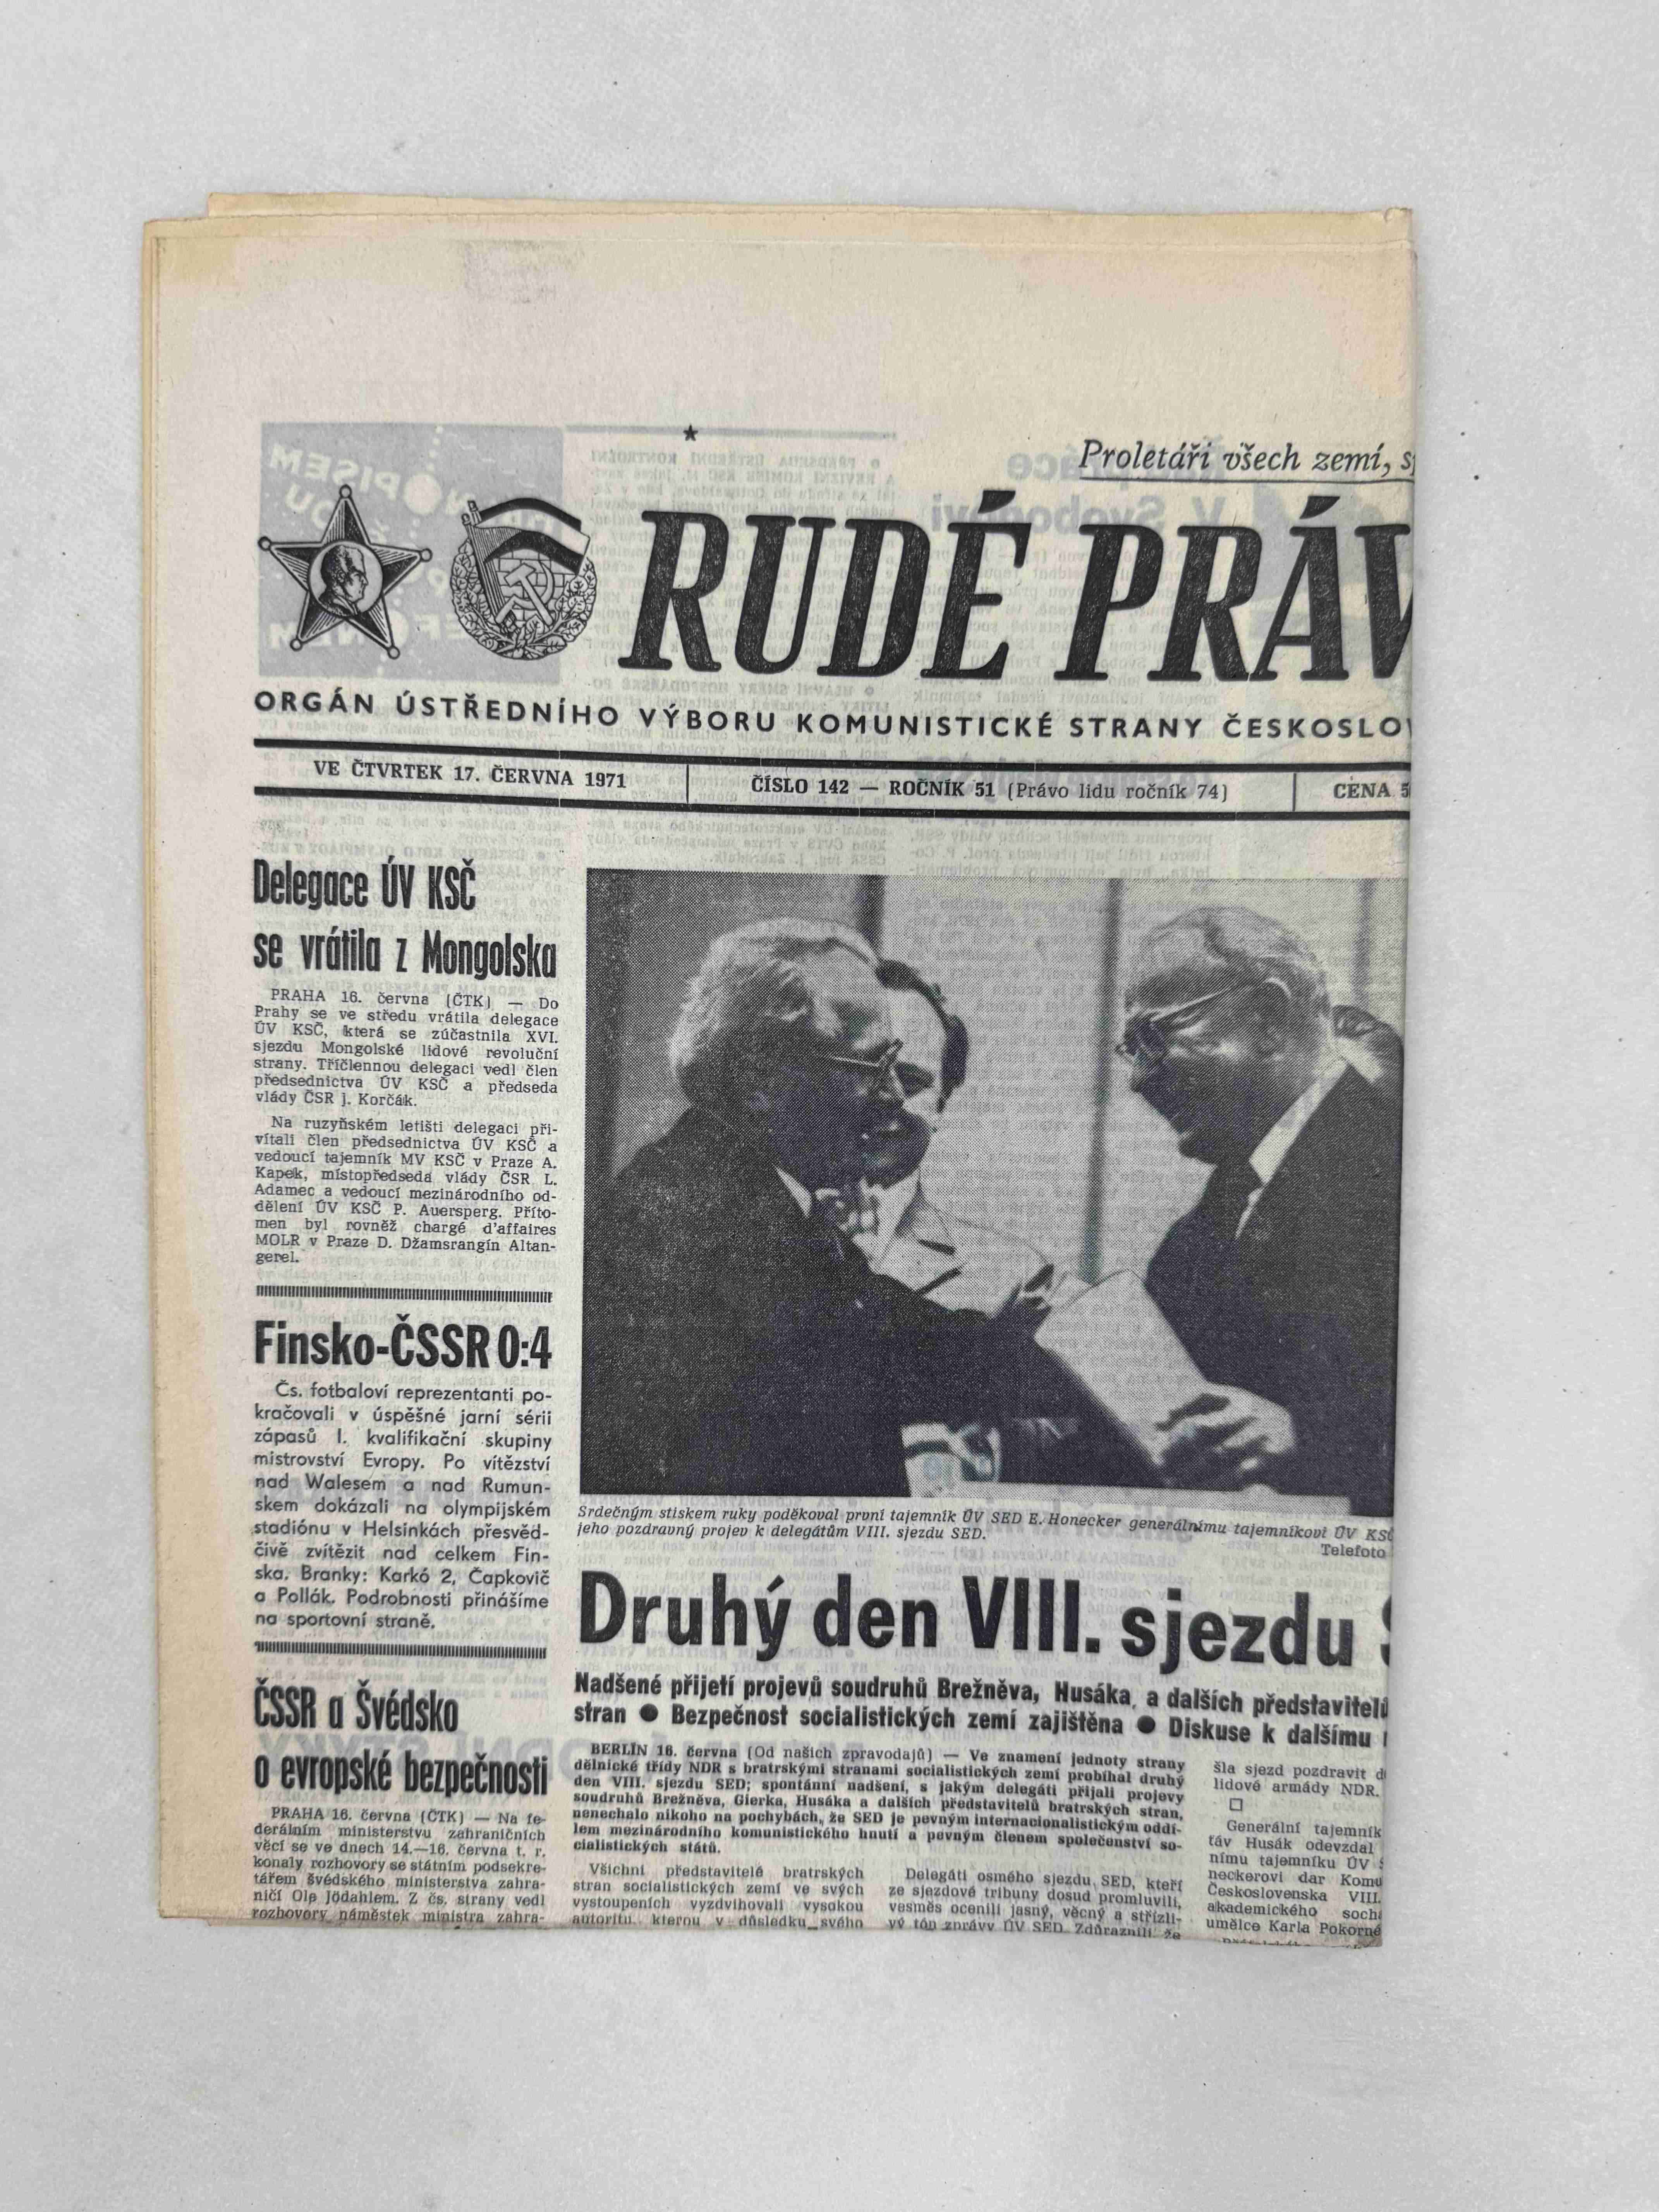 Proletáři všech zemí,
RUDÉ PRÁV
ORGÁN ÚSTŘEDNÍHO VÝBORU KOMUNISTICKÉ STRANY ČESKOSLO
VE ČTVRTEK 17. ČERVNA 1971
ČÍSLO 142 — ROČNÍK 51 (Právo lidu ročník 74)
CENA 5
Delegace ÚV KSČ
se vrátila z Mongolska
PRAHA 16. června (ČTK) — Do
Prahy se ve středu vrátila delegace
ÚV KSČ, která se zúčastnila XVI.
sjezdu Mongolské lidové revoluční
strany. Tříčlennou delegaci vedl člen
předsednictva ÚV KSČ a předseda
vlády ČSR J. Korčák.
Na ruzyňském letišti delegaci při-
vítali člen předsednictva ÚV KSČ a
vedoucí tajemník MV KSČ v Praze A.
Kapek, místopředseda vlády ČSR L.
Adamec a vedoucí mezinárodního od-
dělení ÚV KSČ P. Auersperg. Příto-
men byl rovněž chargé d'affaires
MOLR v Praze D. Džamsrangín Altan-
gerel.
Finsko-ČSSR 0:4
Čs. fotbaloví reprezentanti po-
kračovali v úspěšné jarní sérii
zápasů I. kvalifikační skupiny
mistrovství Evropy. Po vítězství
nad Walesem a nad Rumun-
skem dokázali na olympijském
stadiónu v Helsinkách přesvěd-
čivě zvítězit nad celkem Fin-
ska. Branky: Karkó 2, Čapkovič
a Pollák. Podrobnosti přinášíme
na sportovní straně.
ČSSR a Švédsko
o evropské bezpečnosti
PRAHA 16. června (ČTK) — Na fe-
derálním ministerstvu zahraničních
věcí se ve dnech 14.—16. června t. r.
konaly rozhovory se státním podsekre-
tářem švédského ministerstva zahra-
ničí Olp Jödahlem. Z čs. strany vedl
rozhovory náměstek ministra zahra-
Srdečným stiskem ruky poděkoval první tajemník ÚV SED E. Honecker generálnímu tajemníkovi ÚV KSČ
jeho pozdravný projev k delegátům VIII. sjezdu SED.
Telefoto
Druhý den VIII. sjezdu
Nadšené přijetí projevů soudruhů Brežněva, Husáka a dalších představitelů
stran ● Bezpečnost socialistických zemí zajištěna ● Diskuse k dalšímu
BERLÍN 16. června (Od našich zpravodajů) — Ve znamení jednoty strany
dělnické třídy NDR s bratrskými stranami socialistických zemí probíhal druhý
den VIII. sjezdu SED; spontánní nadšení, s jakým delegáti přijali projevy
soudruhů Brežněva, Gierka, Husáka a dalších představitelů bratrských stran,
nenechalo nikoho na pochybách, že SED je pevným internacionalistickým oddí-
lem mezinárodního komunistického hnutí a pevným členem společenství so-
cialistických států.
Všichni představitelé bratrských
stran socialistických zemí ve svých
vystoupeních vyzdvihovali vysokou
autoritu, kterou v důsledku svého
Delegáti osmého sjezdu SED, kteří
ze sjezdové tribuny dosud promluvili,
vesměs ocenili jasný, věcný a střízli-
vý tón zprávy ÚV SED. Zdůraznili, že
šla sjezd pozdravit d
lidové armády NDR.
Generální tajemník
táv Husák odevzdal
nímu tajemníku ÚV
neckerovi dar Komu
Československa VIII.
akademického soch
umělce Karla Pokorné